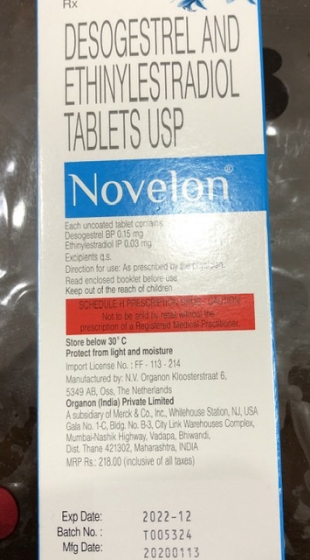 Rx
DESOGESTREL AND
ETHINYLESTRADIOL
TABLETS USP
Novelon®
Each uncoated tablet contains:
Desogestrel BP 0.15 mg
Ethinylestradiol IP 0.03 mg
Excipients q.s.
Direction for use: As prescribed by the physician.
Read enclosed booklet before use
Keep out of the reach of children
SCHEDULE H PRESCRIPTION DRUG - CAUTION
Not to be sold by retail without the
prescription of a Registered Medical Practitioner.
Store below 30°C
Protect from light and moisture
Import License No. : FF - 113 - 214
Manufactured by: N.V. Organon Kloosterstraat 6,
5349 AB, Oss, The Netherlands
Organon (India) Private Limited
A subsidiary of Merck & Co., Inc., Whitehouse Station, NJ, USA
Gala No. 1-C, Bldg. No. B-3, City Link Warehouses Complex,
Mumbai-Nashik Highway, Vadapa, Bhiwandi,
Dist. Thane 421302, Maharashtra, INDIA
MRP Rs.: 218.00 (inclusive of all taxes)
Exp Date: 2022-12
Batch No. : T005324
Mfg Date: 20200113